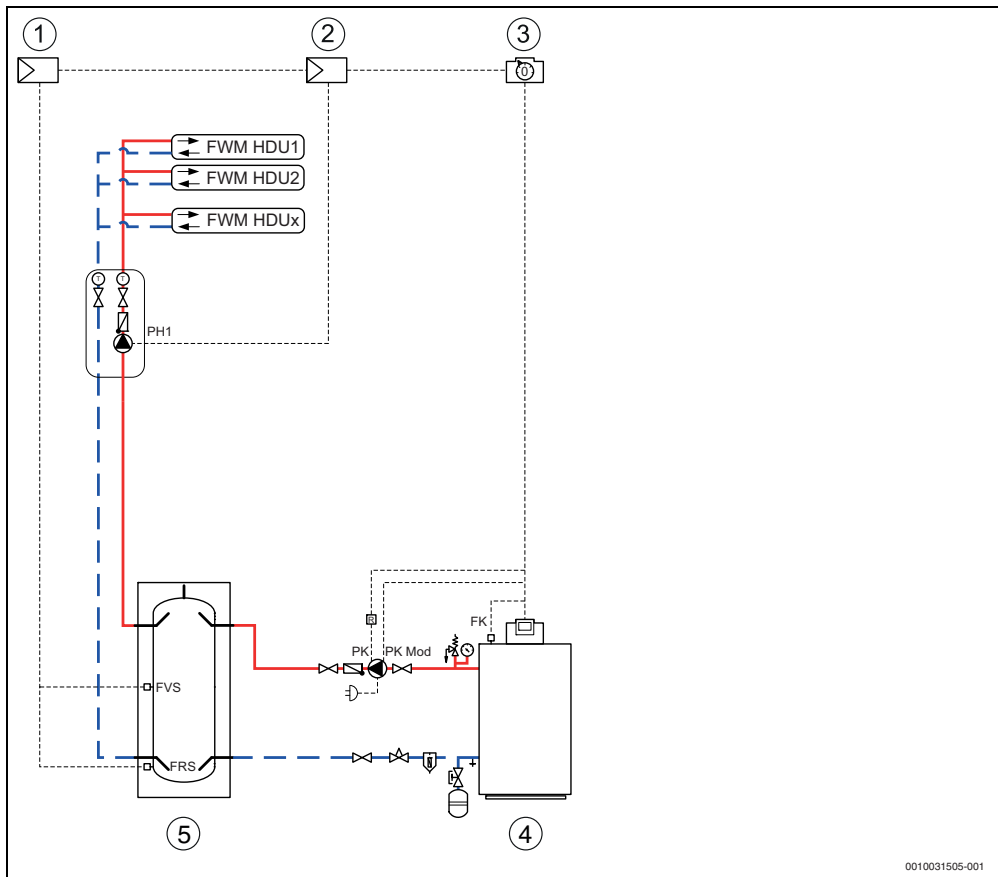 1
2
3
FWM HDU1
FWM HDU2
FWM HDUx
T T
PH1
FK
R
PK PK Mod
FVS
FRS
5
4
0010031505-001